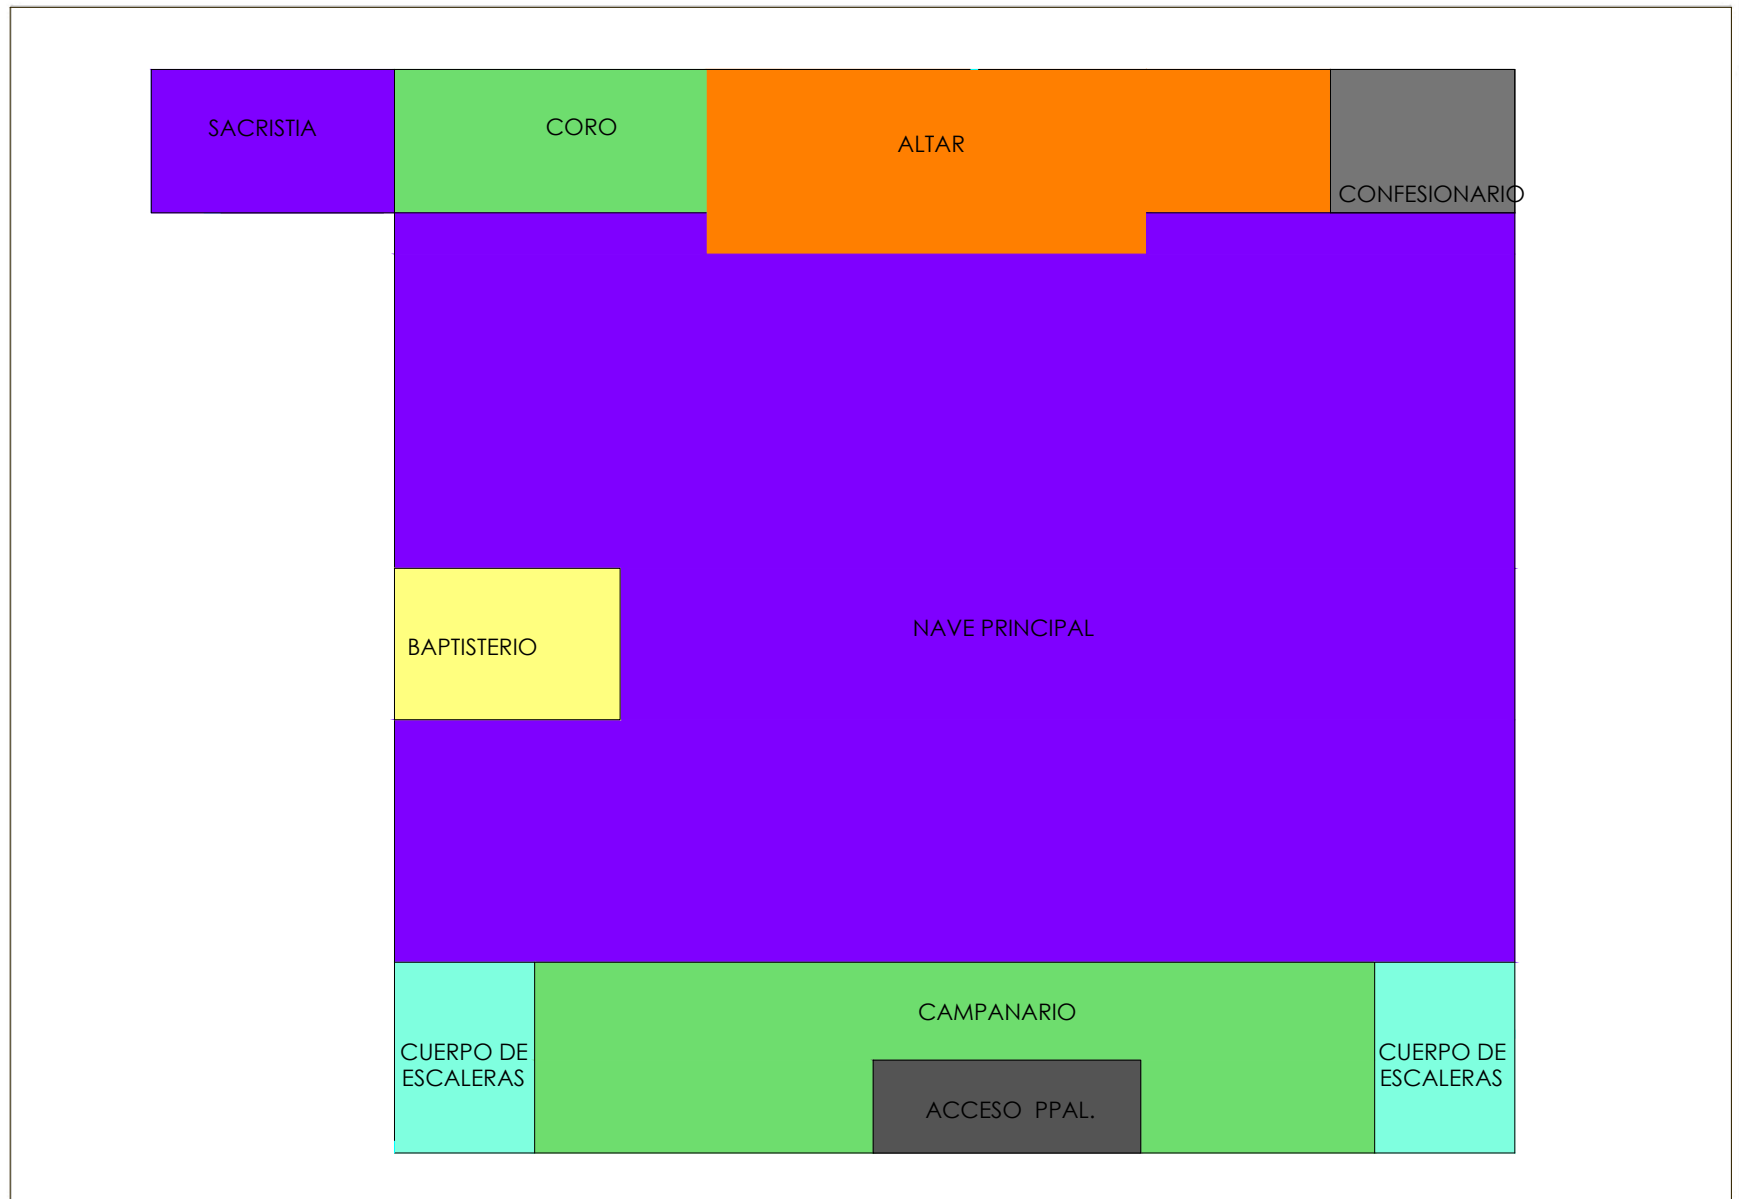 SACRISTIA
CORO
ALTAR
CONFESIONARIO
NAVE PRINCIPAL
BAPTISTERIO
CAMPANARIO
CUERPO DE
ESCALERAS
CUERPO DE
ESCALERAS
ACCESO PPAL.